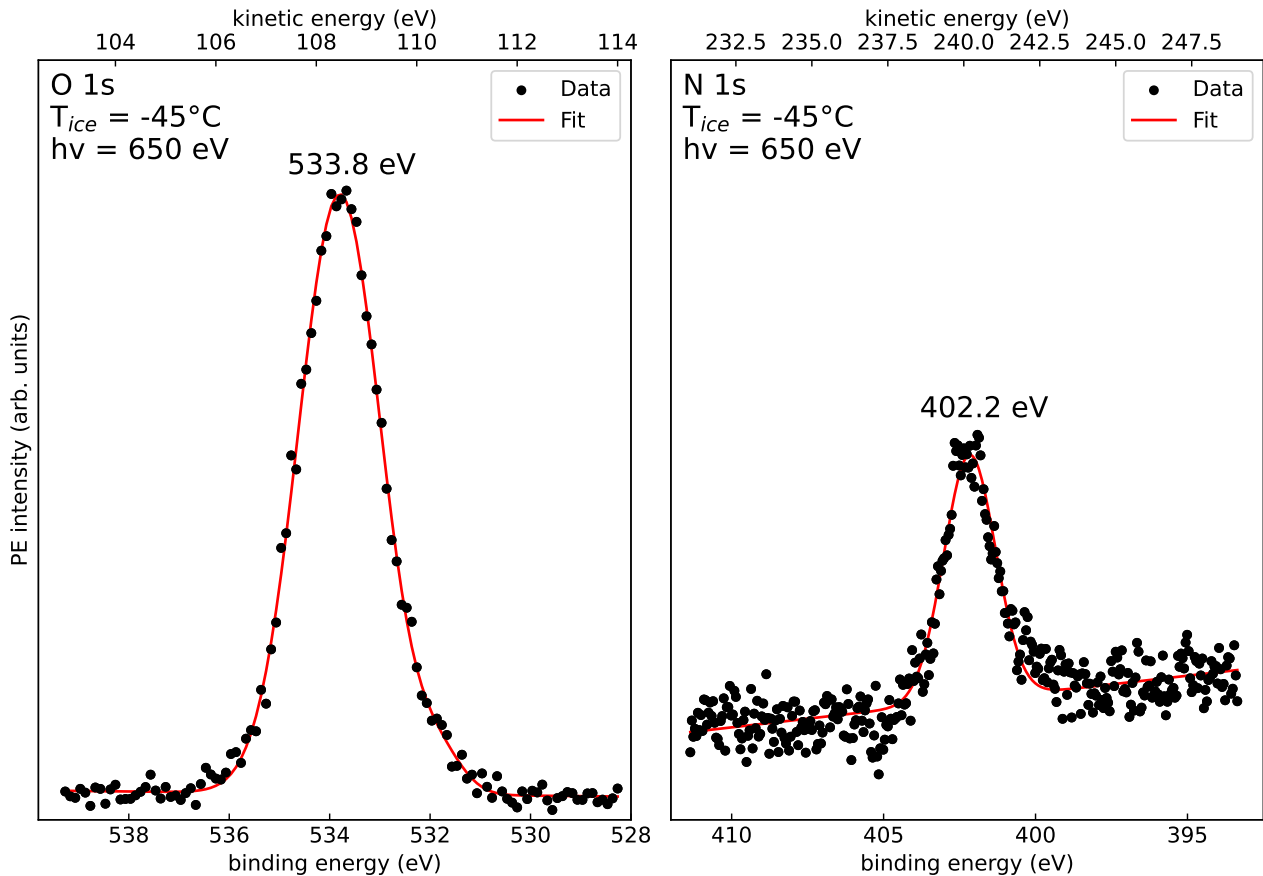 kinetic energy (eV)
104 106 108 110 112 114
O 1s
T_ice = -45°C
hν = 650 eV
533.8 eV
Data
Fit
PE intensity (arb. units)
538 536 534 532 530 528
binding energy (eV)
kinetic energy (eV)
232.5 235.0 237.5 240.0 242.5 245.0 247.5
N 1s
T_ice = -45°C
hν = 650 eV
402.2 eV
Data
Fit
410 405 400 395
binding energy (eV)